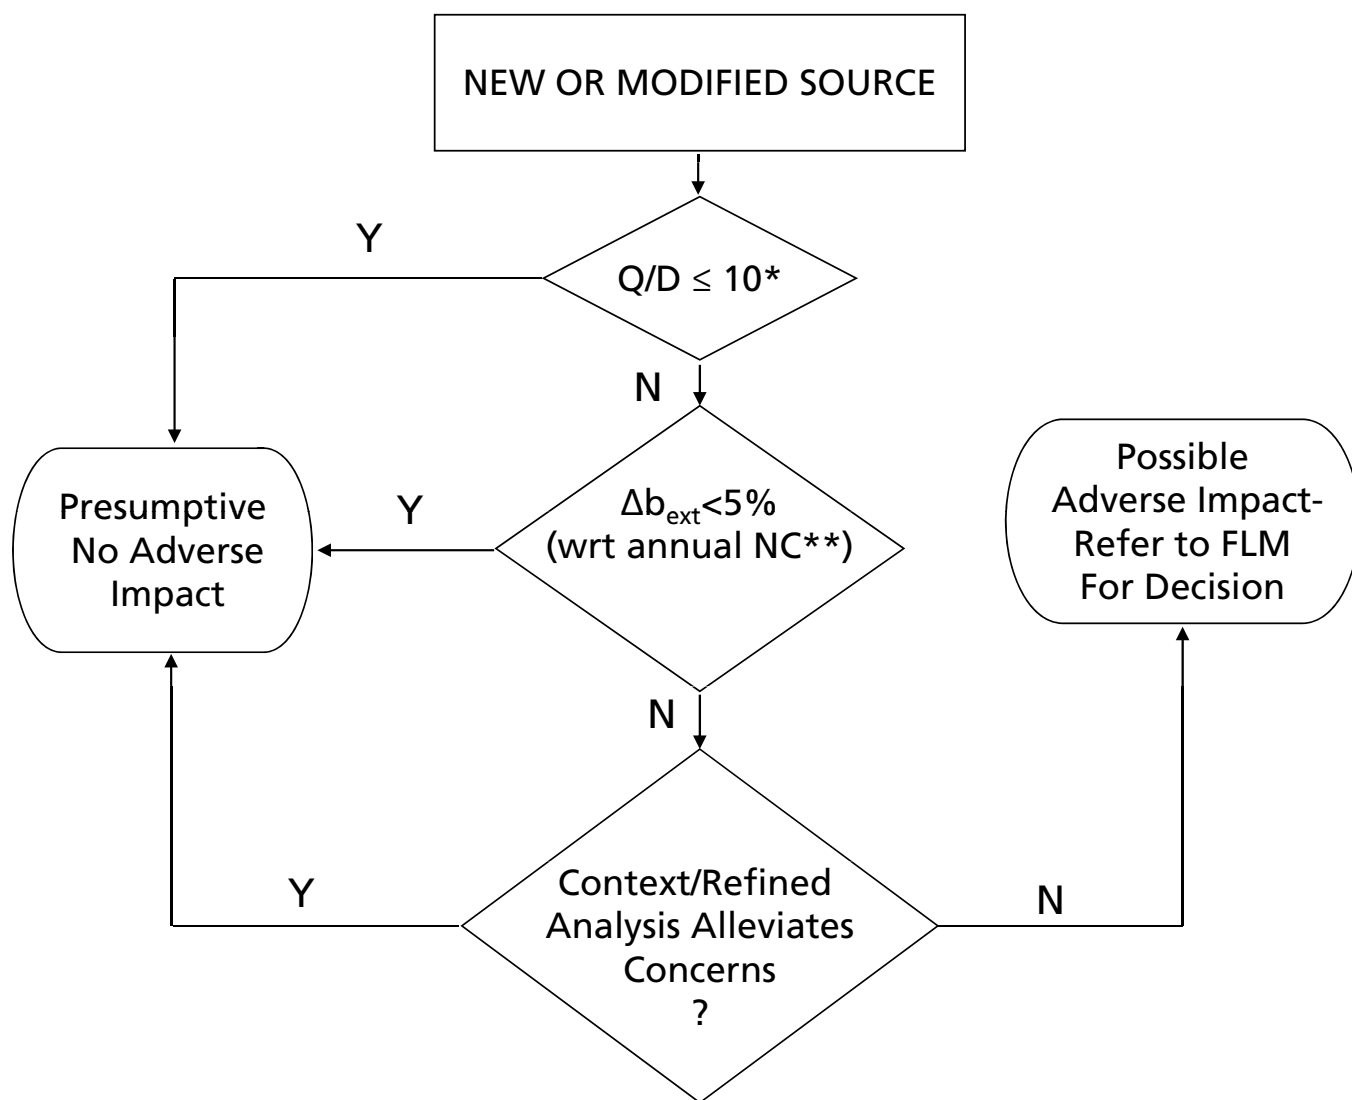 NEW OR MODIFIED SOURCE
Y
Q/D ≤ 10*
N
Presumptive
No Adverse
Impact
Y
Δbext<5%
(wrt annual NC**)
Possible
Adverse Impact-
Refer to FLM
For Decision
N
Y
Context/Refined
Analysis Alleviates
Concerns
?
N